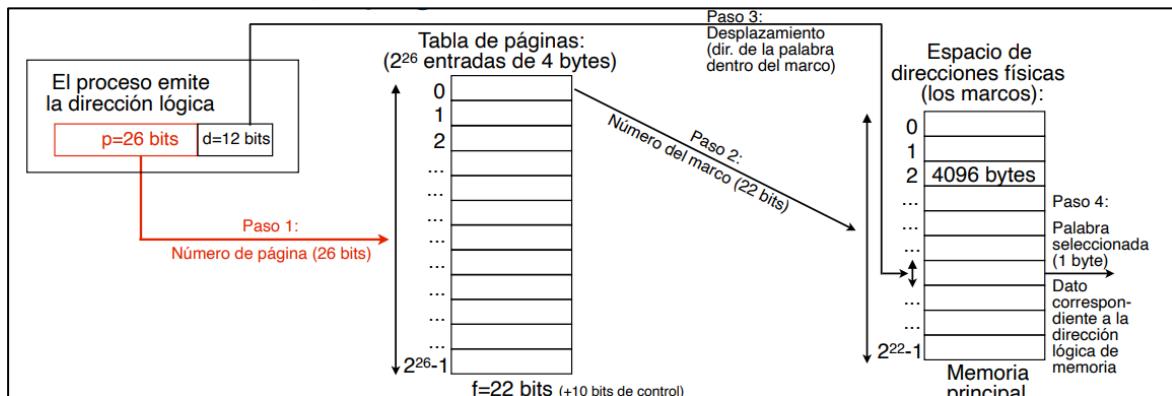 El proceso emite
la dirección lógica
p=26 bits
d=12 bits
Paso 1:
Número de página (26 bits)
Tabla de páginas:
(2²⁶ entradas de 4 bytes)
0
1
2
...
...
...
...
...
...
...
...
2²⁶-1
f=22 bits (+10 bits de control)
Paso 2:
Número del marco (22 bits)
Paso 3:
Desplazamiento
(dir. de la palabra
dentro del marco)
Espacio de
direcciones físicas
(los marcos):
0
1
2 4096 bytes
...
...
...
...
...
2²²-1
Memoria
principal
Paso 4:
Palabra
seleccionada
(1 byte)
Dato
correspon-
diente a la
dirección
lógica de
memoria